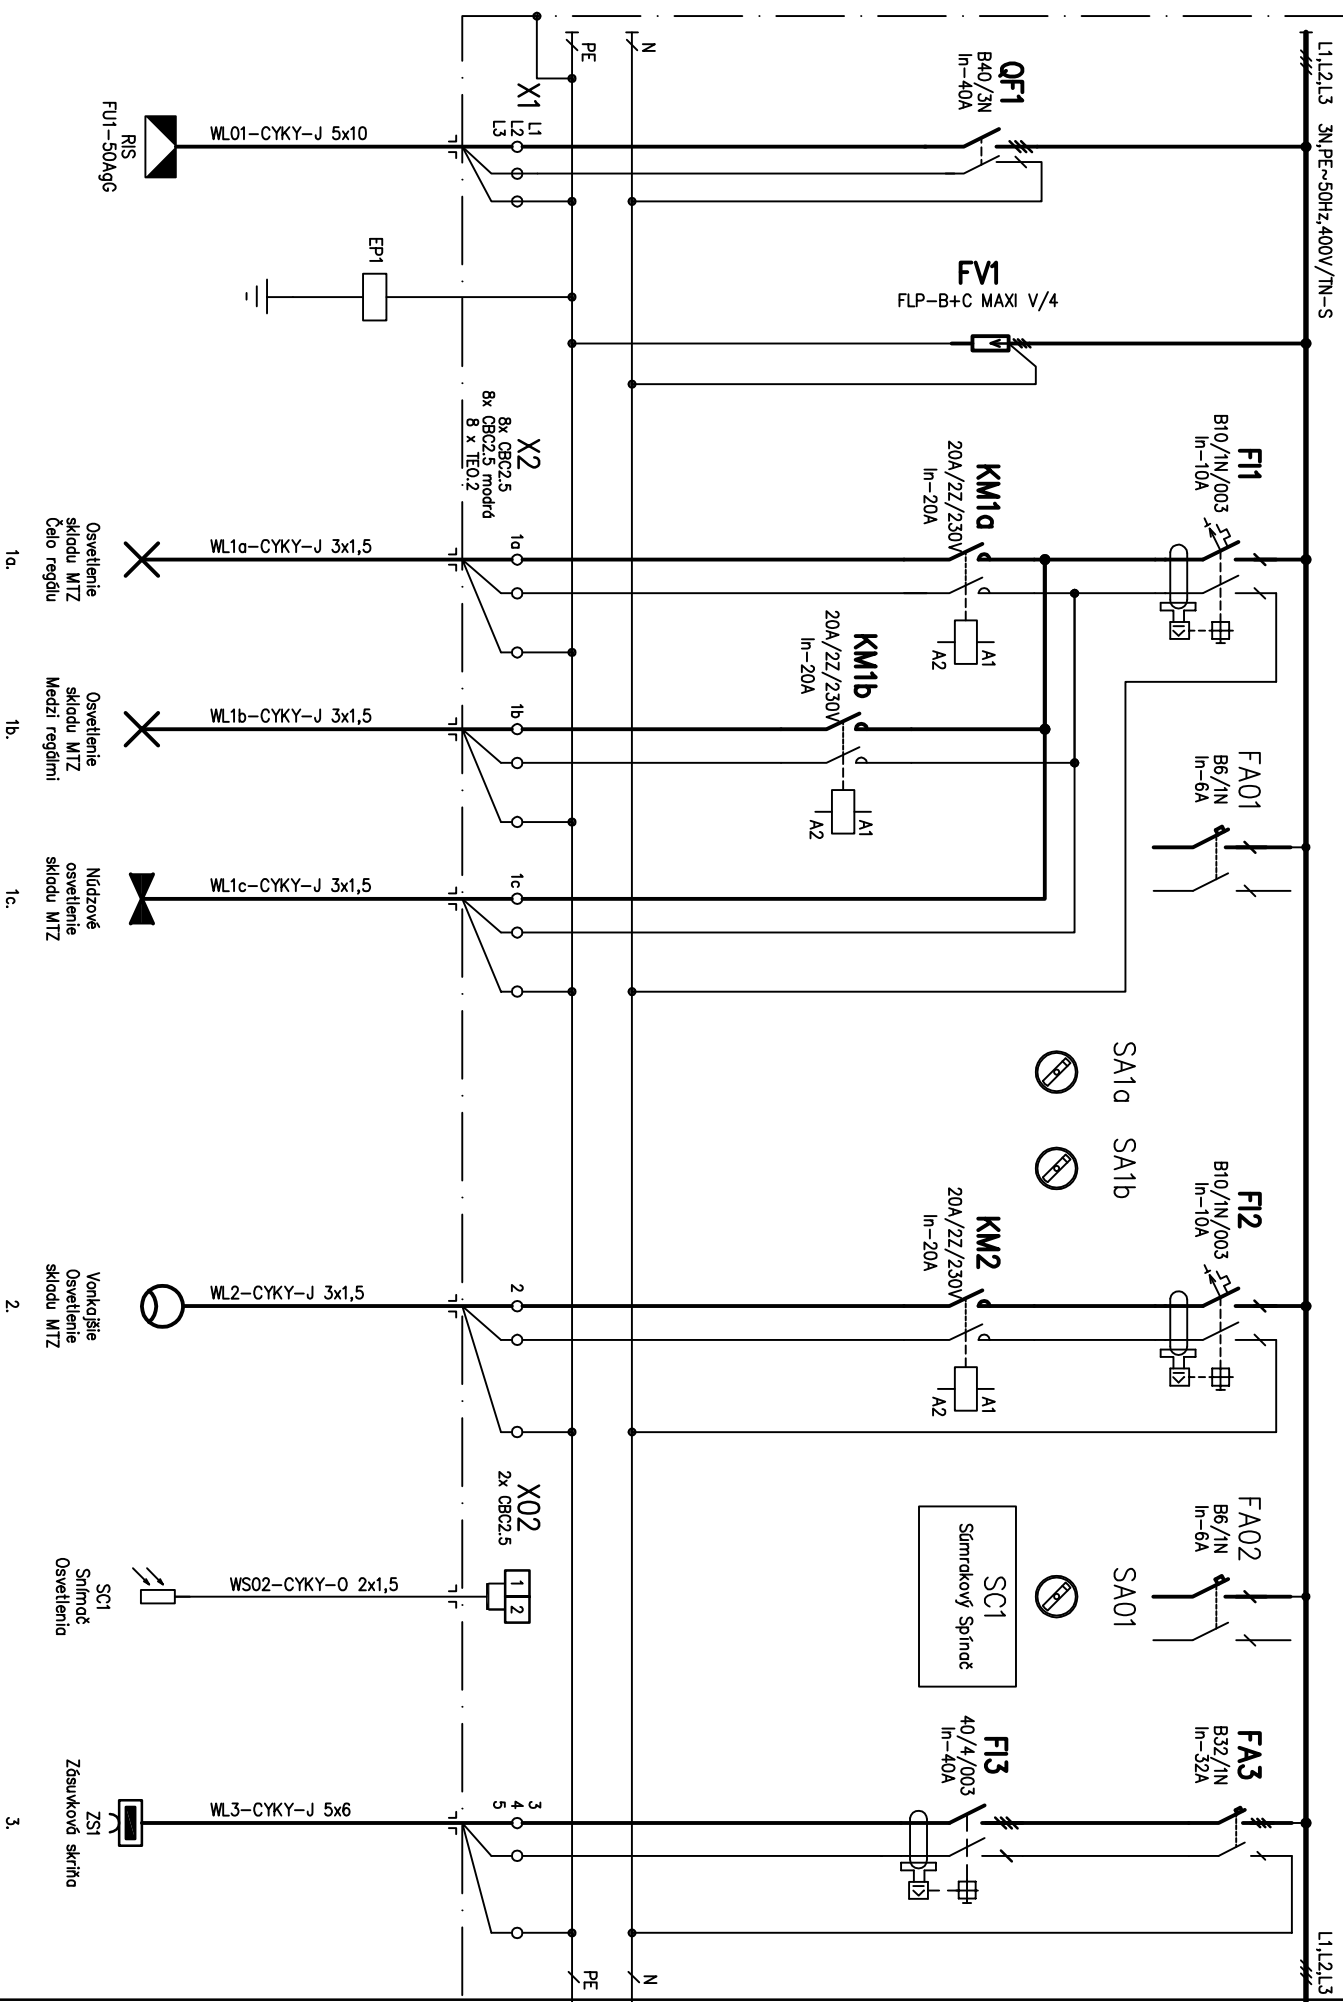 L1,L2,L3 3N,PE~50Hz,400V/TN-S
N
PE
QF1
B40/3N
In-40A
X1
L1
L2
L3
WL01-CYKY-J 5x10
RIS
FU1-50AgG
FV1
FLP-B+C MAXI V/4
EP1
FI1
B10/1N/003
In-10A
KM1a
20A/2Z/230V
In-20A
A1
A2
X2
8x CBC2.5
8x CBC2.5 modrá
8 x TEO.2
1a
WL1a-CYKY-J 3x1,5
Osvetlenie
skladu MTZ
Čelo regálu
1a.
KM1b
20A/2Z/230V
In-20A
A1
A2
1b
WL1b-CYKY-J 3x1,5
Osvetlenie
skladu MTZ
Medzi regálmi
1b.
FA01
B6/1N
In-6A
1c
WL1c-CYKY-J 3x1,5
Núdzové
osvetlenie
skladu MTZ
1c.
SA1a
SA1b
FI2
B10/1N/003
In-10A
KM2
20A/2Z/230V
In-20A
A1
A2
2
WL2-CYKY-J 3x1,5
Vonkajšie
Osvetlenie
skladu MTZ
2.
FA02
B6/1N
In-6A
SA01
SC1
Súmrakový Spínač
X02
2x CBC2.5
1
2
WS02-CYKY-O 2x1,5
SC1
Snímač
Osvetlenia
FA3
B32/1N
In-32A
FI3
40/4/003
In-40A
3
4
5
WL3-CYKY-J 5x6
ZS1
Zásuvková skriňa
3.
L1,L2,L3
N
PE